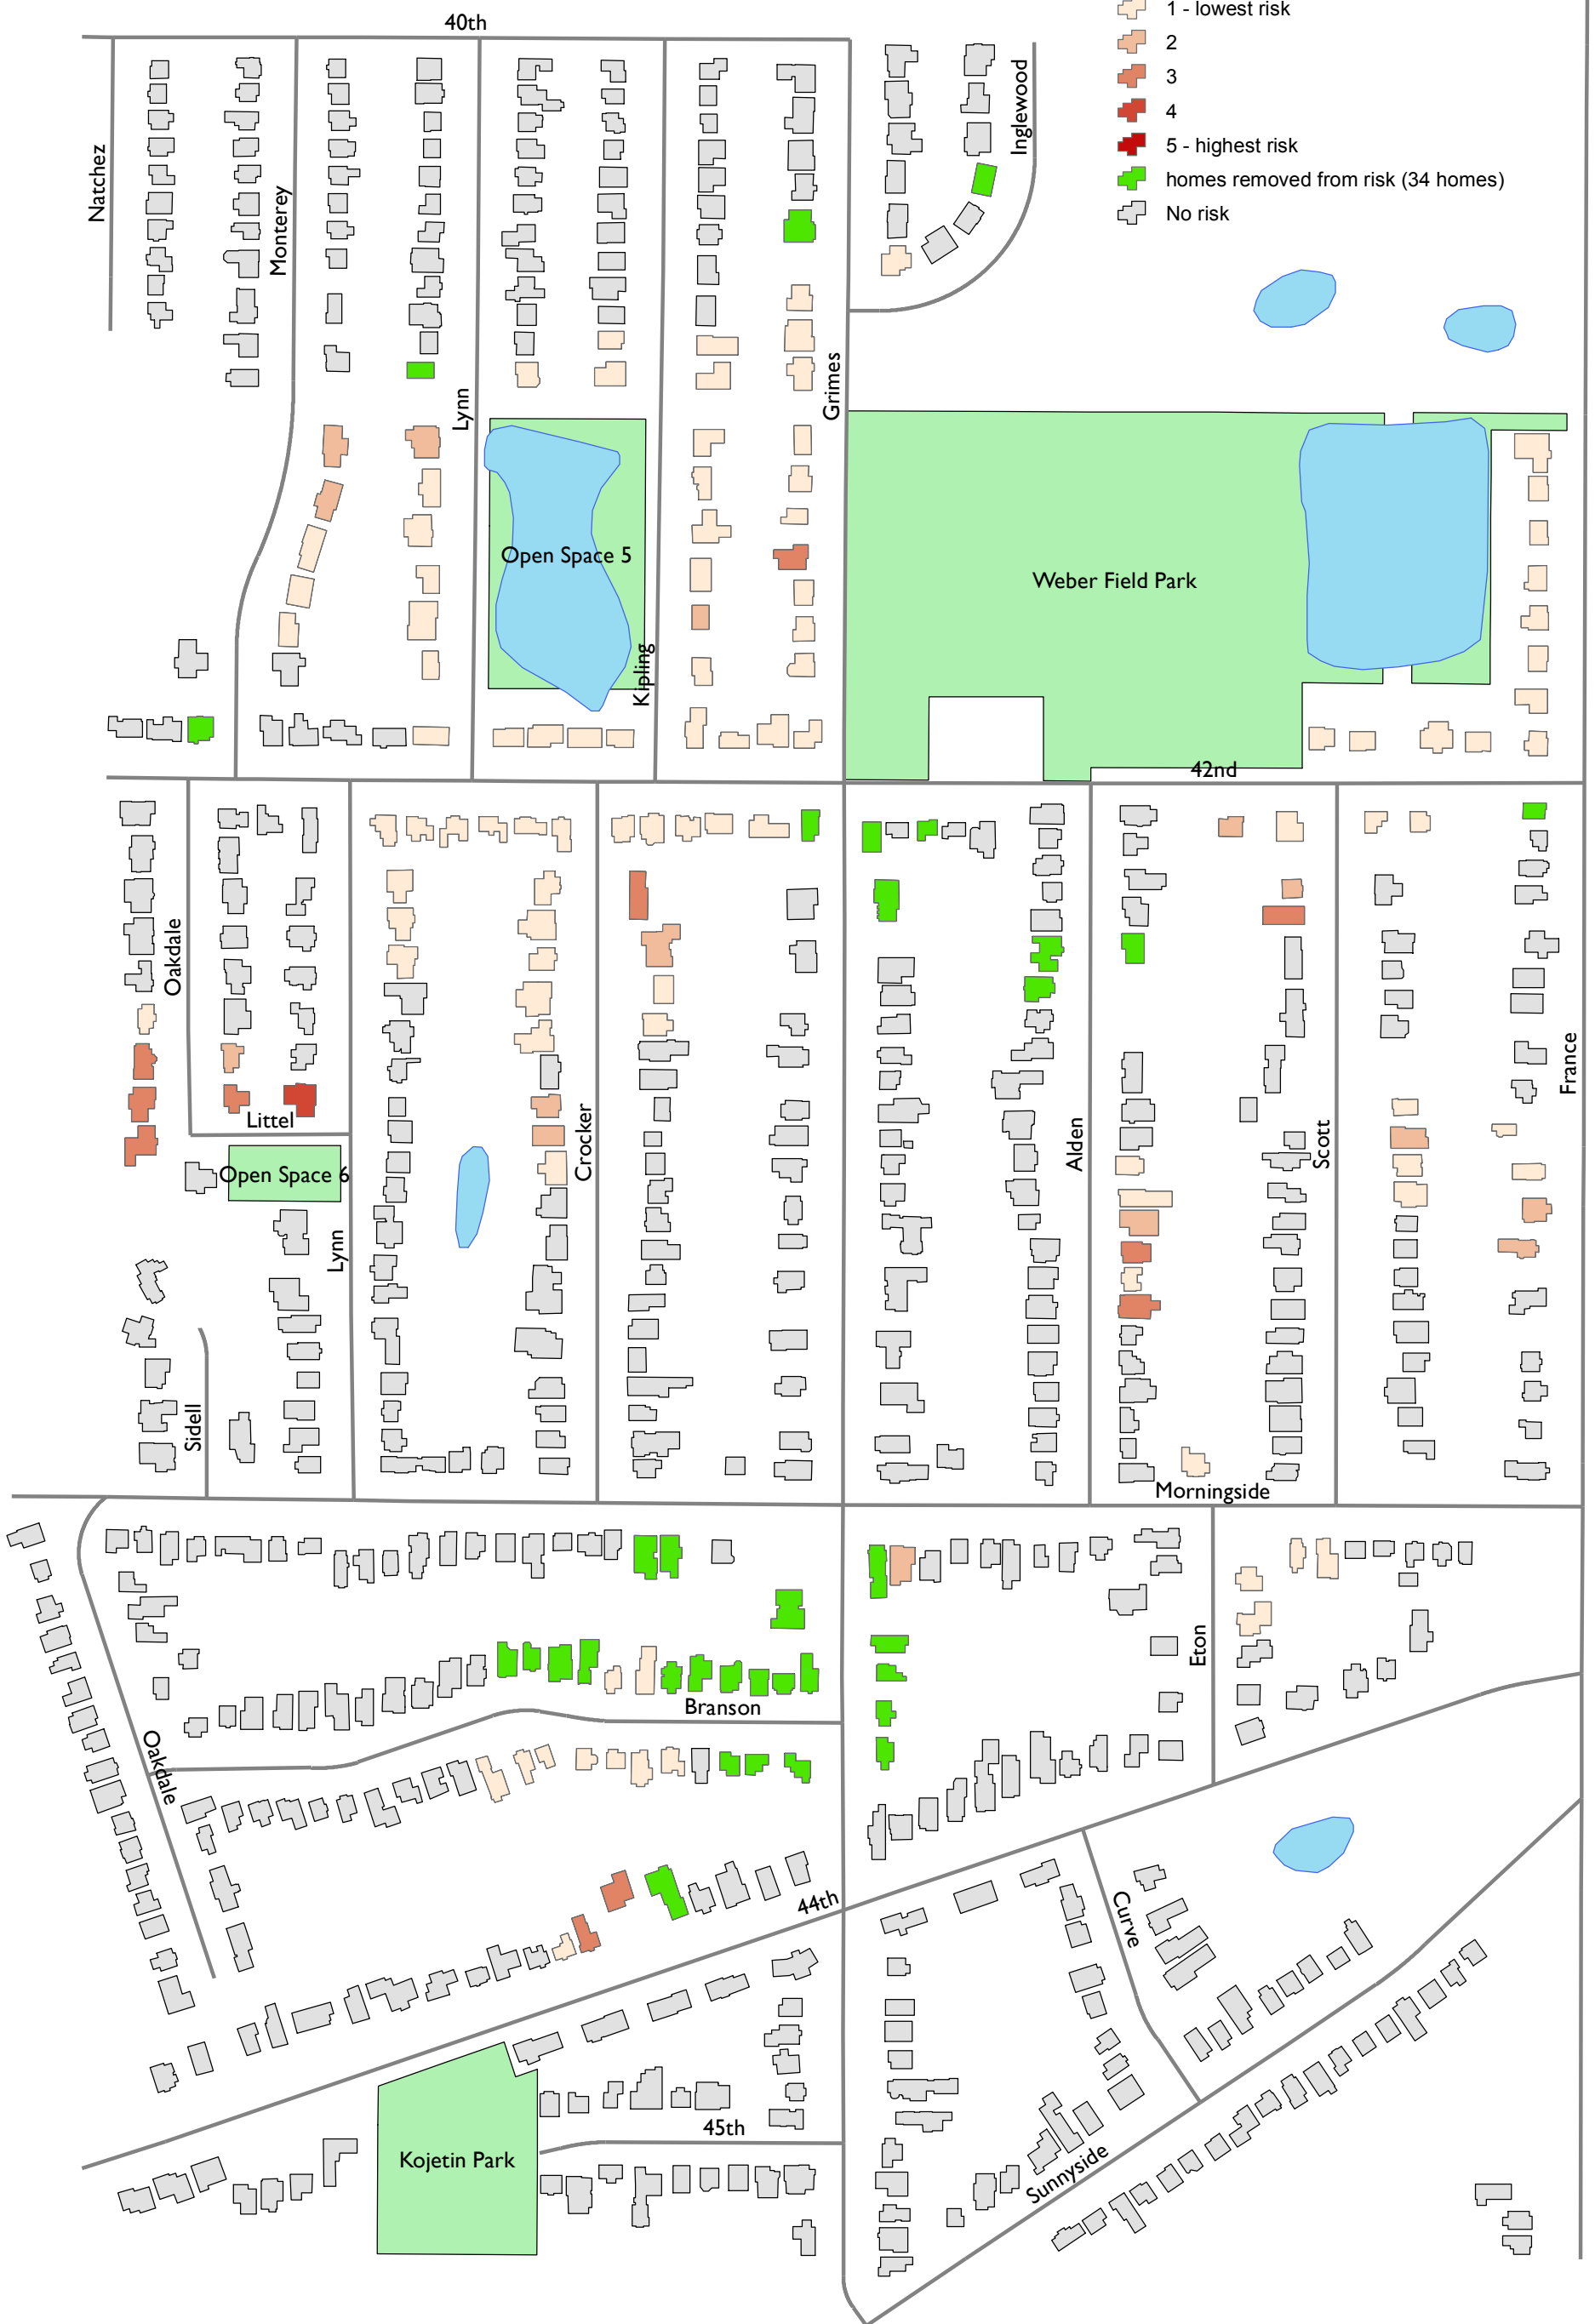 1 - lowest risk
40th
2
3
4
5 - highest risk
homes removed from risk (34 homes)
No risk
Inglewood
Natchez
Monterey
Lynn
Grimes
Open Space 5
Weber Field Park
Kipling
42nd
Oakdale
France
Littel
Crocker
Alden
Scott
Open Space 6
Lynn
Sidell
Morningside
Eton
Branson
Oakdale
44th
Curve
45th
Kojetin Park
Sunnyside